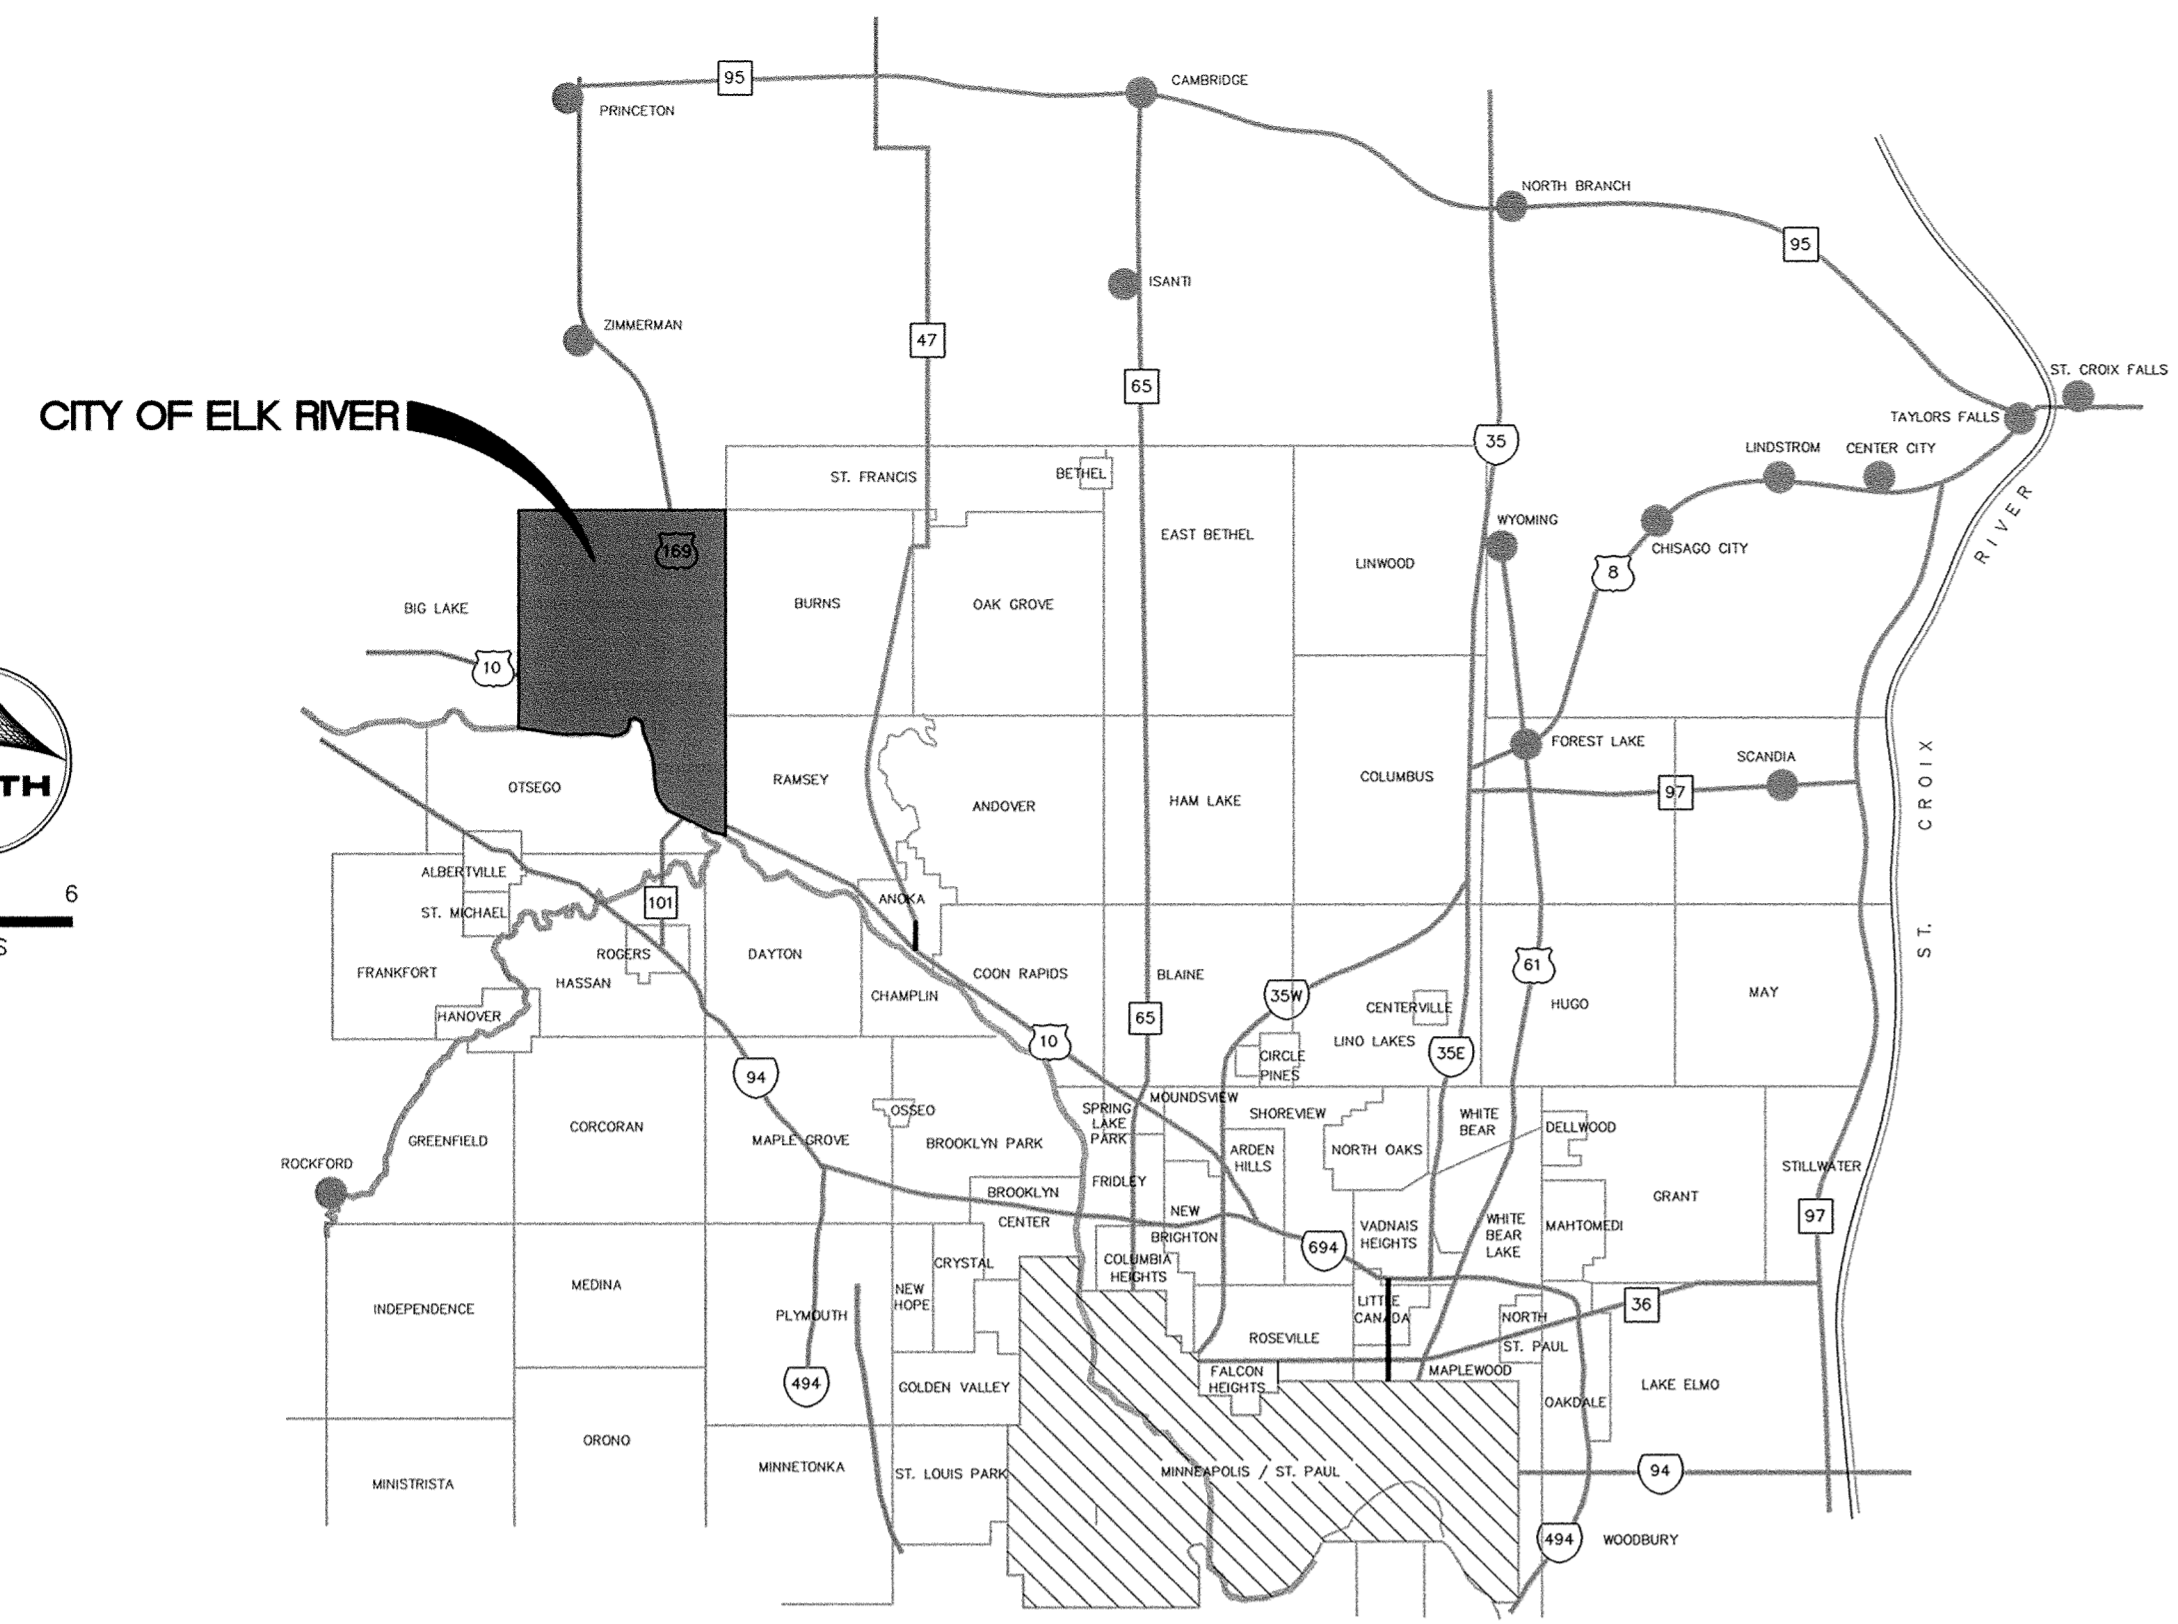 95
CAMBRIDGE
PRINCETON
NORTH BRANCH
95
ISANTI
ZIMMERMAN
47
ST. CROIX FALLS
65
CITY OF ELK RIVER
TAYLORS FALLS
35
LINDSTROM
CENTER CITY
ST. FRANCIS
BETHEL
WYOMING
RIVER
EAST BETHEL
169
CHISAGO CITY
LINWOOD
8
BIG LAKE
BURNS
OAK GROVE
10
FOREST LAKE
SCANDIA
OTSEGO
RAMSEY
COLUMBUS
TH
ANDOVER
HAM LAKE
97
ST. CROIX
ALBERTVILLE
6
101
ANOKA
ST. MICHAEL
S
ROGERS
DAYTON
61
FRANKFORT
HASSAN
COON RAPIDS
BLAINE
CHAMPLIN
35W
MAY
CENTERVILLE
HUGO
HANOVER
65
10
LINO LAKES
35E
CIRCLE
PINES
94
MOUNDSVIEW
OSSEO
SPRING
LAKE
PARK
SHOREVIEW
WHITE
BEAR
DELLWOOD
GREENFIELD
CORCORAN
MAPLE GROVE
BROOKLYN PARK
ARDEN
HILLS
NORTH OAKS
ROCKFORD
STILLWATER
FRIDLEY
BROOKLYN
CENTER
GRANT
NEW
BRIGHTON
97
VADNAIS
HEIGHTS
WHITE
BEAR
LAKE
MAHTOMEDI
694
COLUMBIA
HEIGHTS
CRYSTAL
MEDINA
NEW
HOPE
INDEPENDENCE
PLYMOUTH
LITTLE
CANADA
36
NORTH
ST. PAUL
ROSEVILLE
494
FALCON
HEIGHTS
MAPLEWOOD
GOLDEN VALLEY
LAKE ELMO
OAKDALE
ORONO
MINNETONKA
ST. LOUIS PARK
MINNEAPOLIS / ST. PAUL
94
MINISTRISTA
494
WOODBURY